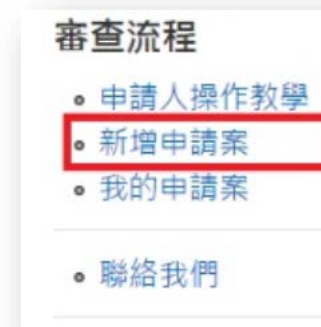 審查流程
申請人操作教學
新增申請案
我的申請案
聯絡我們